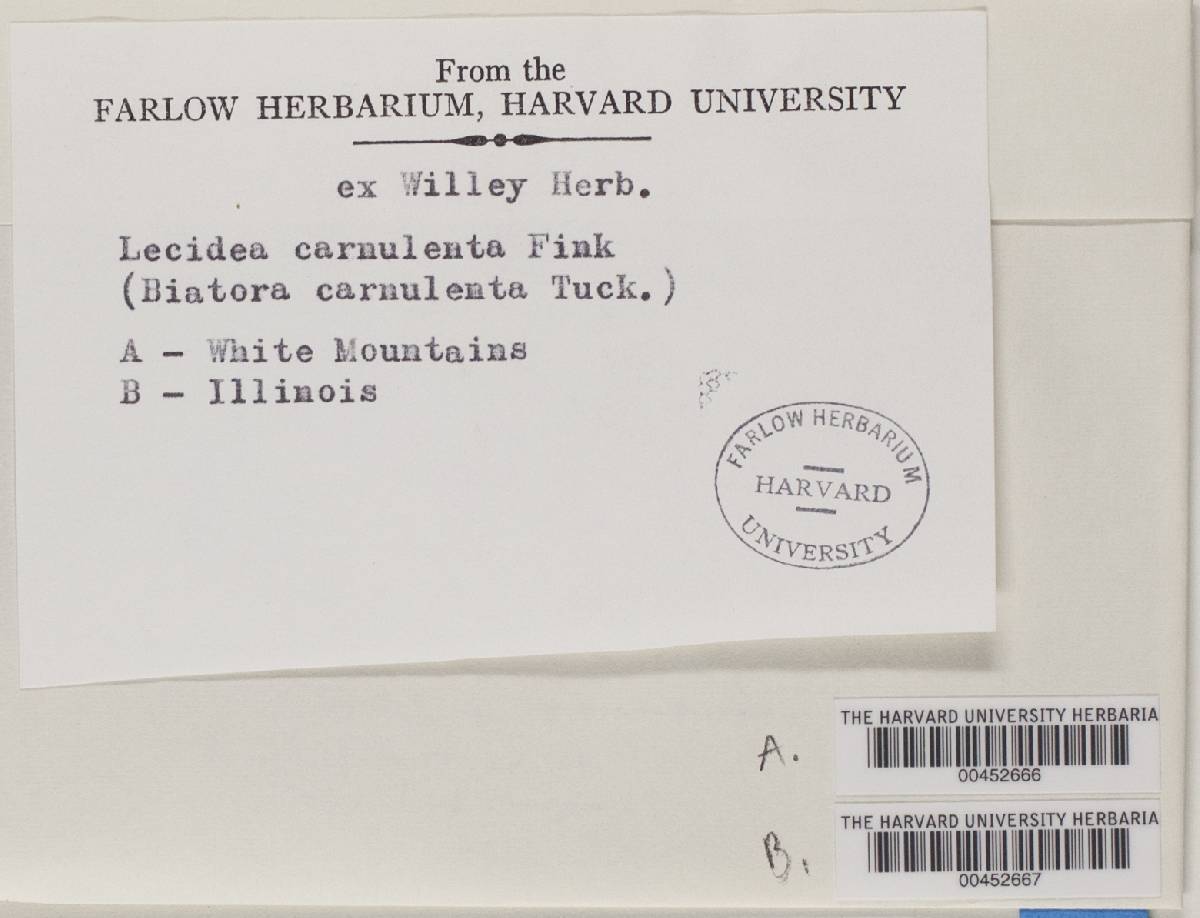 From the
FARLOW HERBARIUM, HARVARD UNIVERSITY
ex Willey Herb.
Lecidea carnulenta Fink
(Biatora carnulenta Tuck.)
A - White Mountains
B - Illinois
FARLOW HERBARIUM
HARVARD
UNIVERSITY
A.
THE HARVARD UNIVERSITY HERBARIA
00452666
B.
THE HARVARD UNIVERSITY HERBARIA
00452667